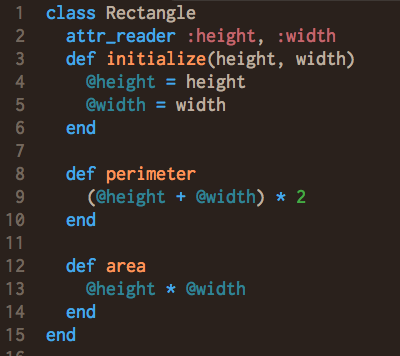 1 class Rectangle
2   attr_reader :height, :width
3   def initialize(height, width)
4     @height = height
5     @width = width
6   end
7
8   def perimeter
9     (@height + @width) * 2
10   end
11
12   def area
13     @height * @width
14   end
15 end